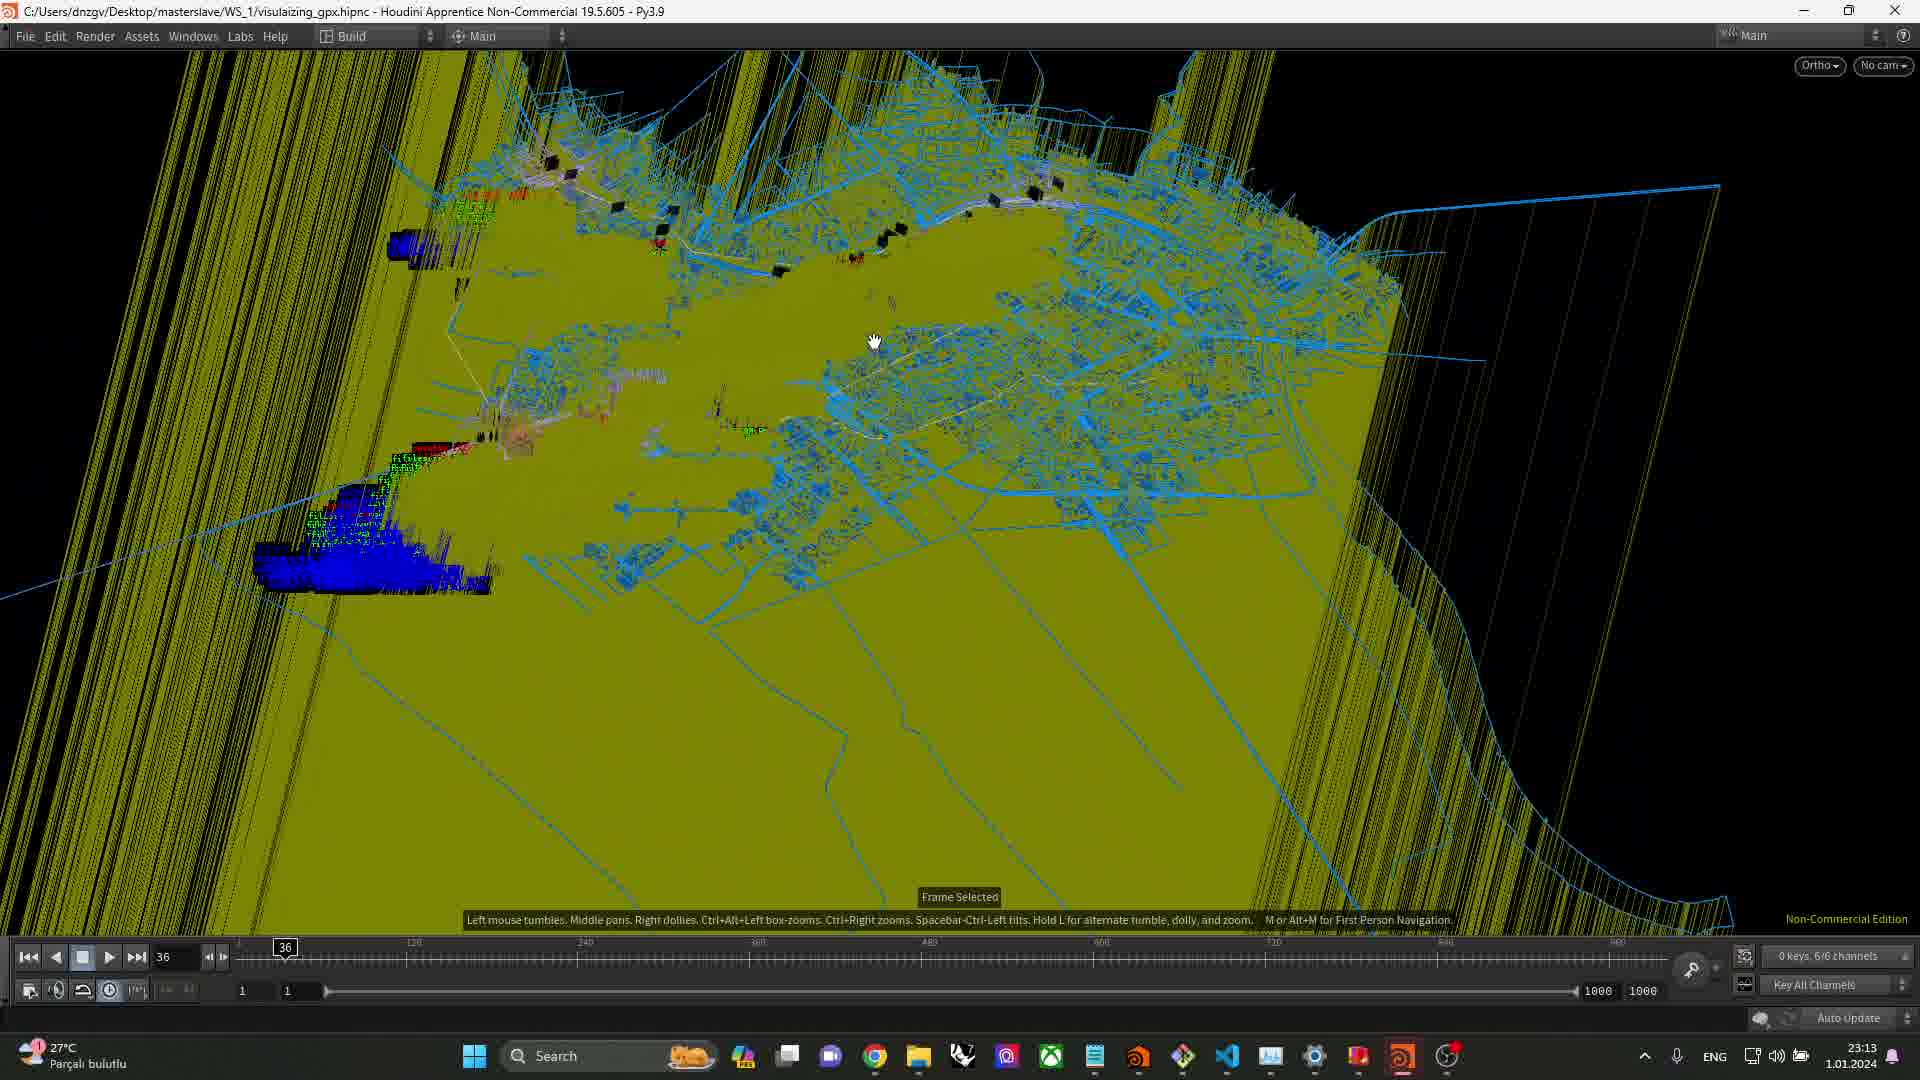 C:/Users/dnzgv/Desktop/masterslave/WS_1/visulaizing_gpx.hipnc - Houdini Apprentice Non-Commercial 19.5.605 - Py3.9
File Edit Render Assets Windows Labs Help Build Main Main
Ortho No cam
Frame Selected
Left mouse tumbles. Middle pans. Right dollies. Ctrl+Alt+Left box-zooms. Ctrl+Right zooms. Spacebar-Ctrl-Left tilts. Hold L for alternate tumble, dolly, and zoom. M or Alt+M for First Person Navigation.
Non-Commercial Edition
36 1 36 120 240 360 480 600 720 840 960
0 keys, 6/6 channels
1 1 1000 1000
Key All Channels
Auto Update
27°C
Parçalı bulutlu
Search
PRE
ENG
23:13
1.01.2024